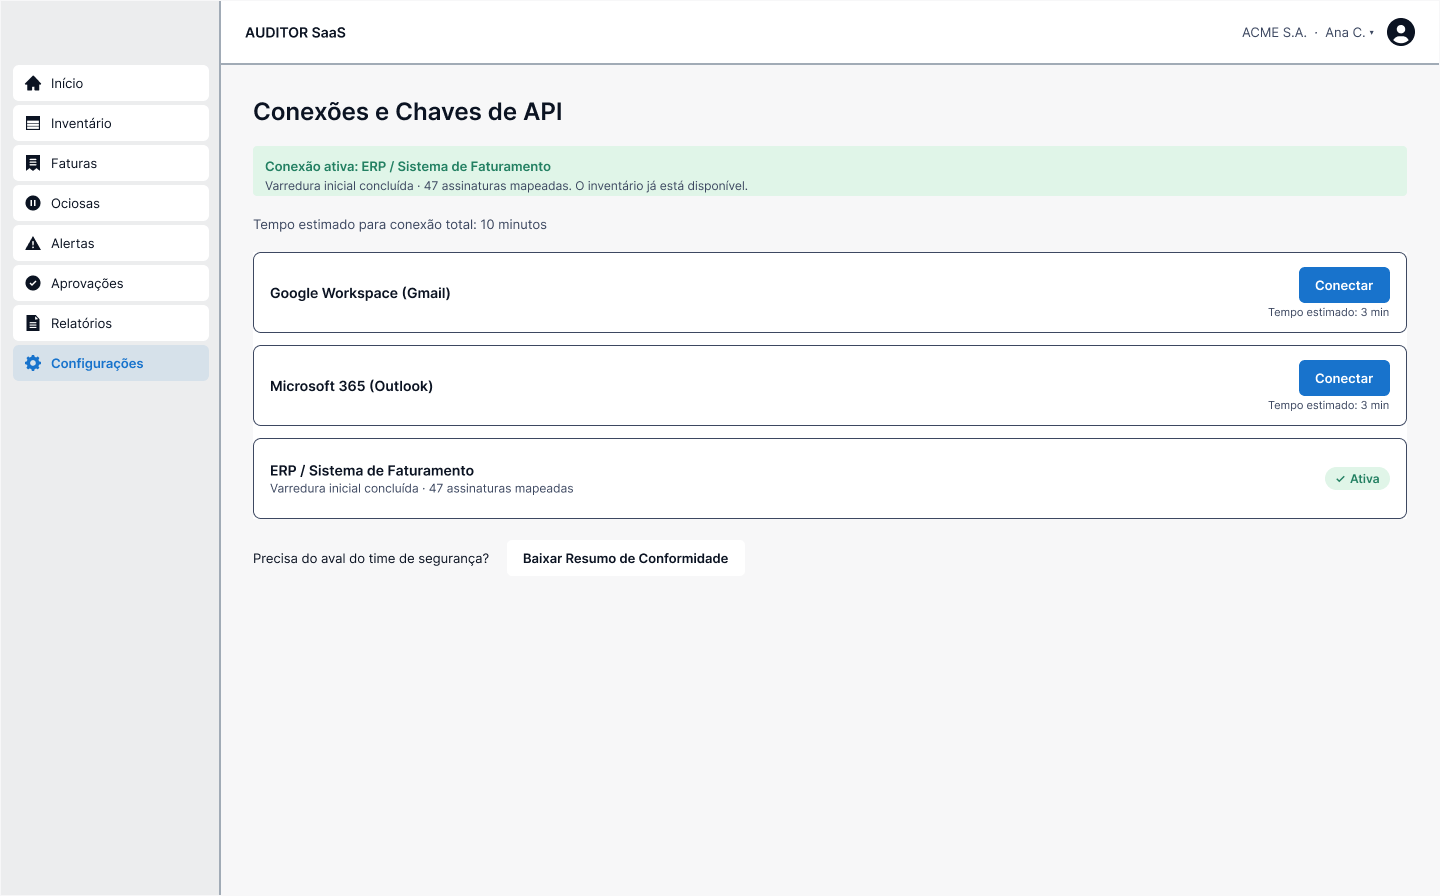 AUDITOR SaaS
ACME S.A. · Ana C. ▾
Início
Inventário
Faturas
Ociosas
Alertas
Aprovações
Relatórios
Configurações
Conexões e Chaves de API
Conexão ativa: ERP / Sistema de Faturamento
Varredura inicial concluída · 47 assinaturas mapeadas. O inventário já está disponível.
Tempo estimado para conexão total: 10 minutos
Google Workspace (Gmail)
Conectar
Tempo estimado: 3 min
Microsoft 365 (Outlook)
Conectar
Tempo estimado: 3 min
ERP / Sistema de Faturamento
Varredura inicial concluída · 47 assinaturas mapeadas
✓ Ativa
Precisa do aval do time de segurança?
Baixar Resumo de Conformidade